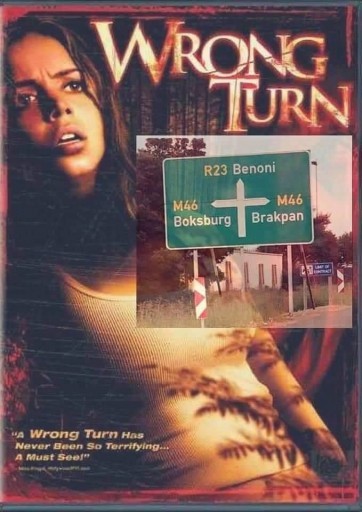 WRONG
TURN
R23 Benoni
M46
M46
Boksburg
Brakpan
"A Wrong Turn Has
Never Been So Terrifying...
A Must See!"